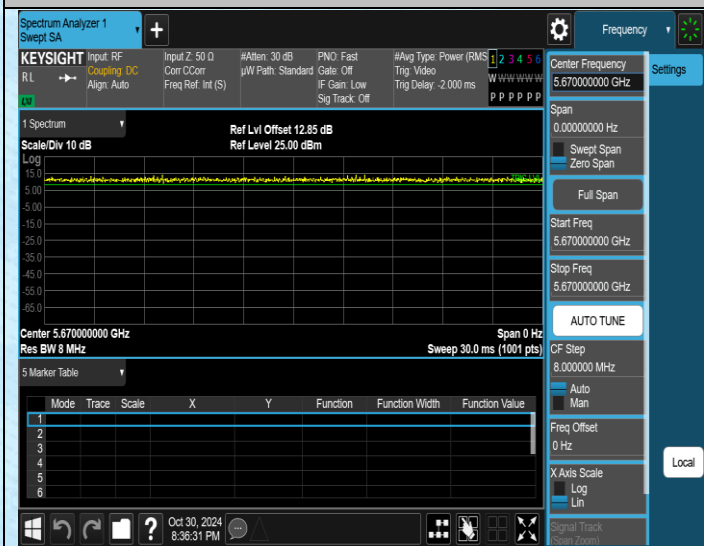 Spectrum Analyzer 1
Swept SA
Frequency
KEYSIGHT
RL
LXI
Input: RF
Coupling: DC
Align: Auto
Input Z: 50 Ω
Corr CCorr
Freq Ref: Int (S)
#Atten: 30 dB
µW Path: Standard
PNO: Fast
Gate: Off
IF Gain: Low
Sig Track: Off
#Avg Type: Power (RMS
Trig: Video
Trig Delay: -2.000 ms
1 2 3 4 5 6
W W W W W W
P P P P P P
1 Spectrum
Scale/Div 10 dB
Ref Lvl Offset 12.85 dB
Ref Level 25.00 dBm
Log
15.0
5.00
-5.00
-15.0
-25.0
-35.0
-45.0
-55.0
-65.0
Center 5.670000000 GHz
Res BW 8 MHz
Span 0 Hz
Sweep 30.0 ms (1001 pts)
5 Marker Table
Mode Trace Scale X Y Function Function Width Function Value
1
2
3
4
5
6
Oct 30, 2024
8:36:31 PM
Center Frequency
5.670000000 GHz
Span
0.00000000 Hz
Swept Span
Zero Span
Full Span
Start Freq
5.670000000 GHz
Stop Freq
5.670000000 GHz
AUTO TUNE
CF Step
8.000000 MHz
Auto
Man
Freq Offset
0 Hz
X Axis Scale
Log
Lin
Signal Track
(Span Zoom)
Settings
Local